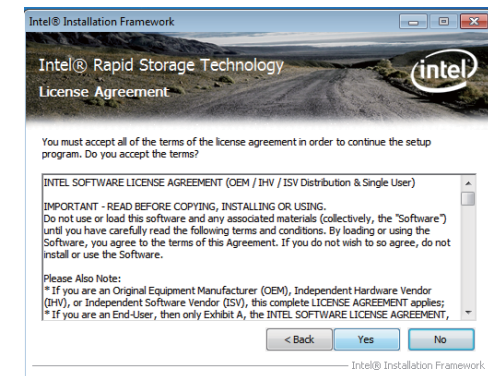 Intel® Installation Framework
Intel® Rapid Storage Technology
License Agreement
intel
You must accept all of the terms of the license agreement in order to continue the setup
program. Do you accept the terms?
INTEL SOFTWARE LICENSE AGREEMENT (OEM / IHV / ISV Distribution & Single User)
IMPORTANT - READ BEFORE COPYING, INSTALLING OR USING.
Do not use or load this software and any associated materials (collectively, the "Software")
until you have carefully read the following terms and conditions. By loading or using the
Software, you agree to the terms of this Agreement. If you do not wish to so agree, do not
install or use the Software.
Please Also Note:
* If you are an Original Equipment Manufacturer (OEM), Independent Hardware Vendor
(IHV), or Independent Software Vendor (ISV), this complete LICENSE AGREEMENT applies;
* If you are an End-User, then only Exhibit A, the INTEL SOFTWARE LICENSE AGREEMENT,
< Back Yes No
Intel® Installation Framework